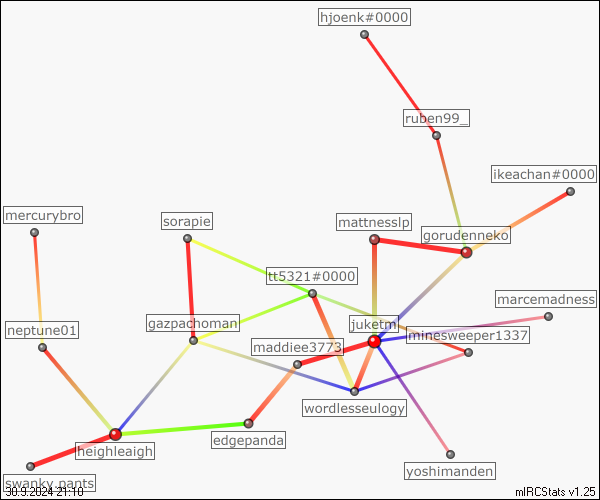 hjoenk#0000
ruben99_
ikeachan#0000
mercurybro
sorapie
mattnesslp
gorudenneko
tt5321#0000
marcemadness
neptune01
gazpachoman
juketm
minesweeper1337
maddiee3773
wordlesseulogy
edgepanda
heighleaigh
yoshimanden
swanky.pants
30.9.2024 21:10
mIRCStats v1.25